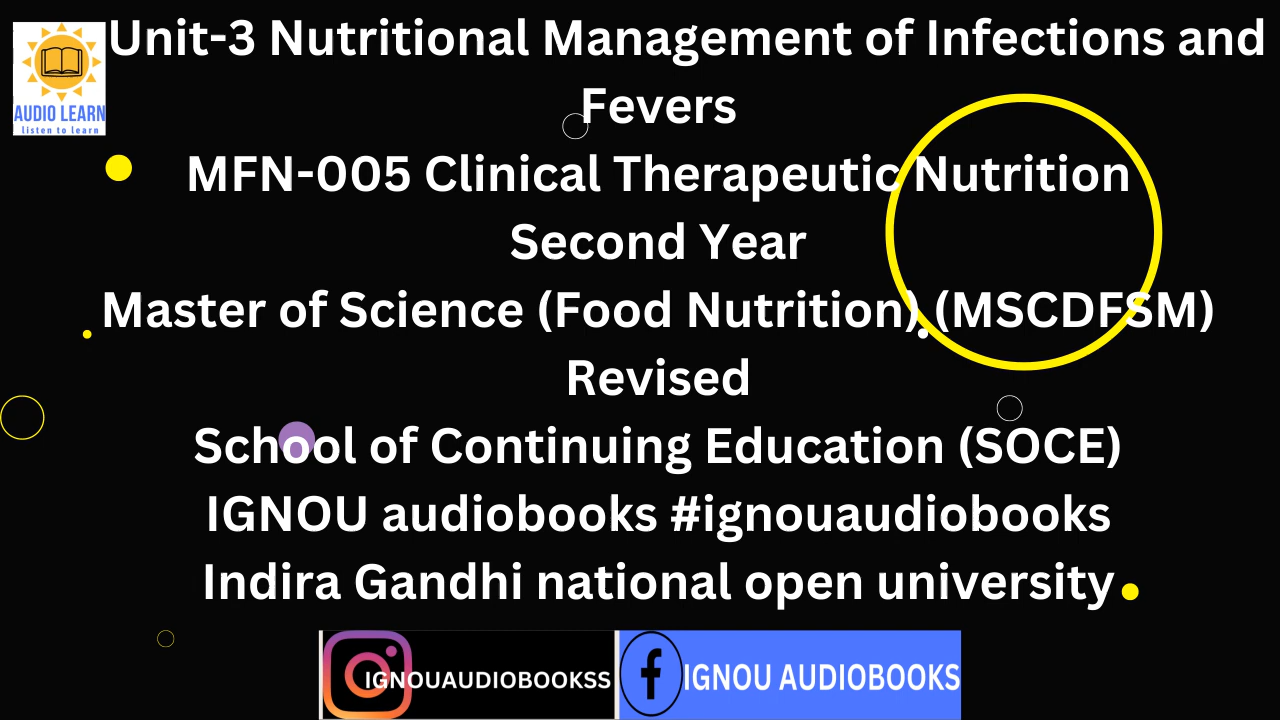 Unit-3 Nutritional Management of Infections and
Fevers
AUDIO LEARN
listen to learn
MFN-005 Clinical Therapeutic Nutrition
Second Year
Master of Science (Food Nutrition) (MSCDFSM)
Revised
School of Continuing Education (SOCE)
IGNOU audiobooks #ignouaudiobooks
Indira Gandhi national open university
IGNOUAUDIOBOOKSS
IGNOU AUDIOBOOKS